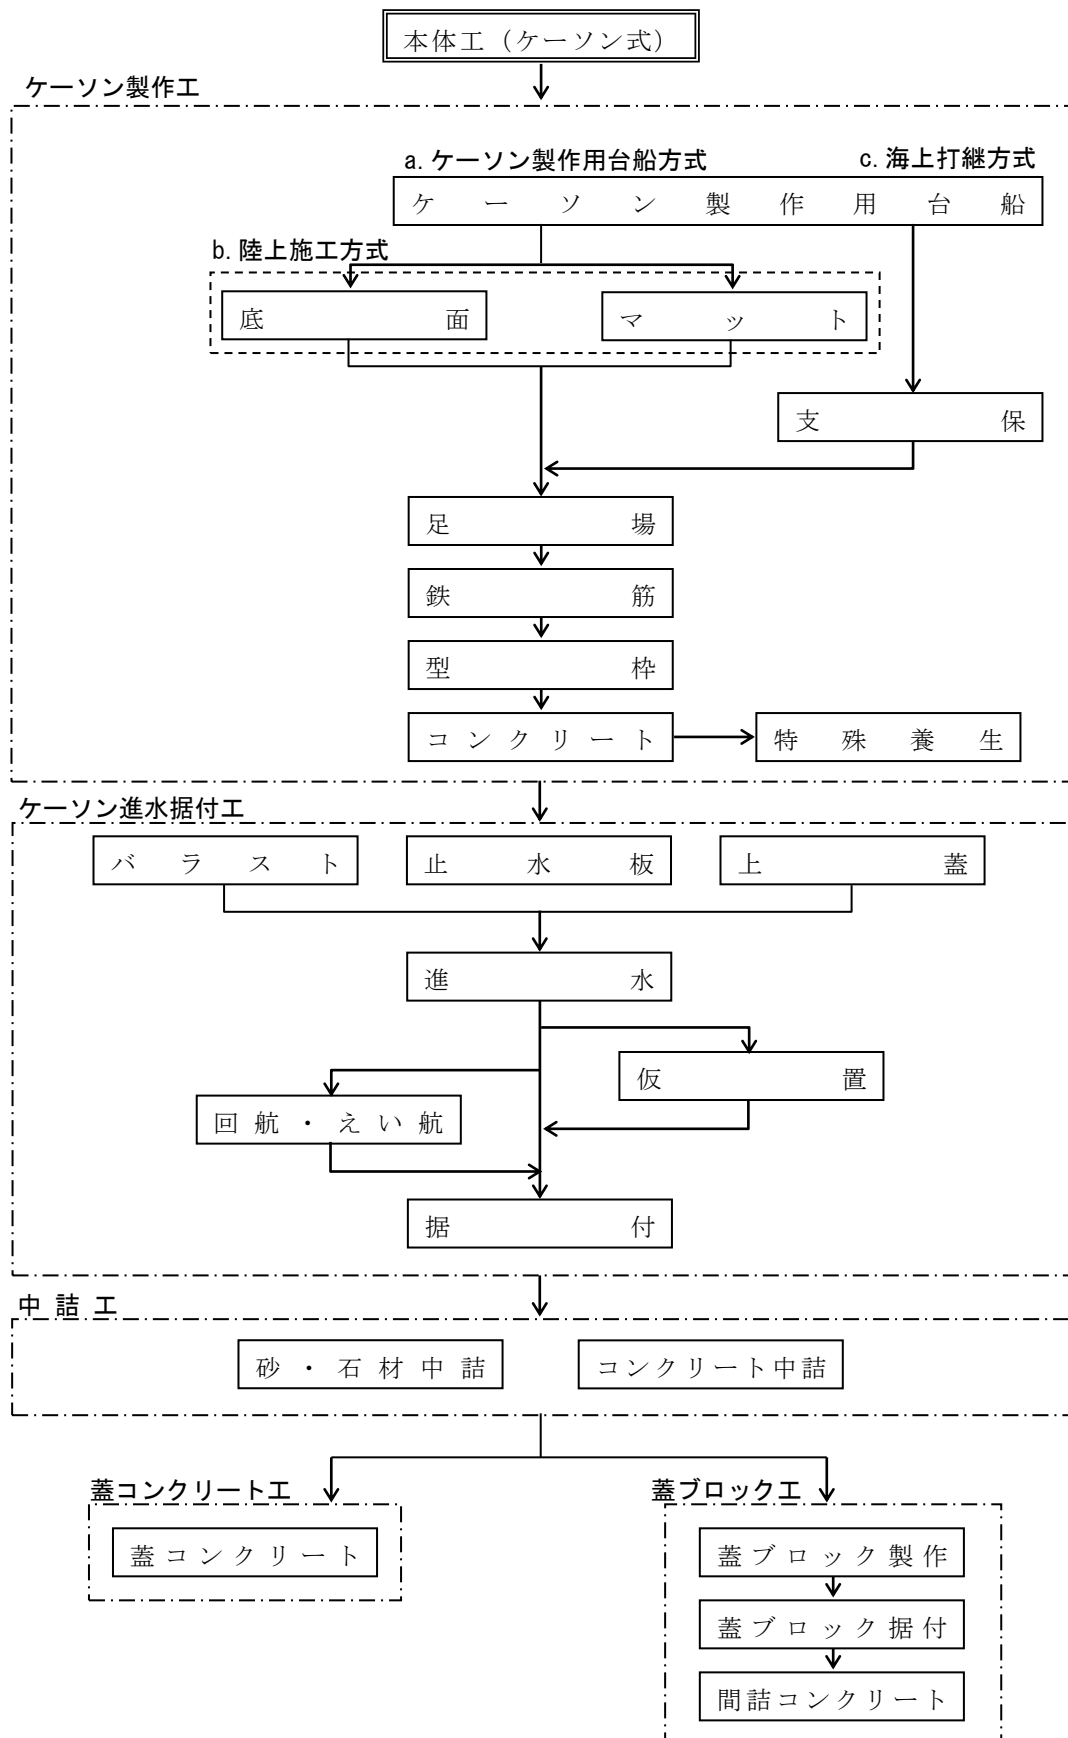 本体工（ケーソン式）
ケーソン製作工
a. ケーソン製作用台船方式
c. 海上打継方式
ケーソン製作用台船
b. 陸上施工方式
底面
マット
支保
足場
鉄筋
型枠
コンクリート
特殊養生
ケーソン進水据付工
バラスト
止水板
上蓋
進水
仮置
回航・えい航
据付
中詰工
砂・石材中詰
コンクリート中詰
蓋コンクリート工
蓋ブロック工
蓋コンクリート
蓋ブロック製作
蓋ブロック据付
間詰コンクリート